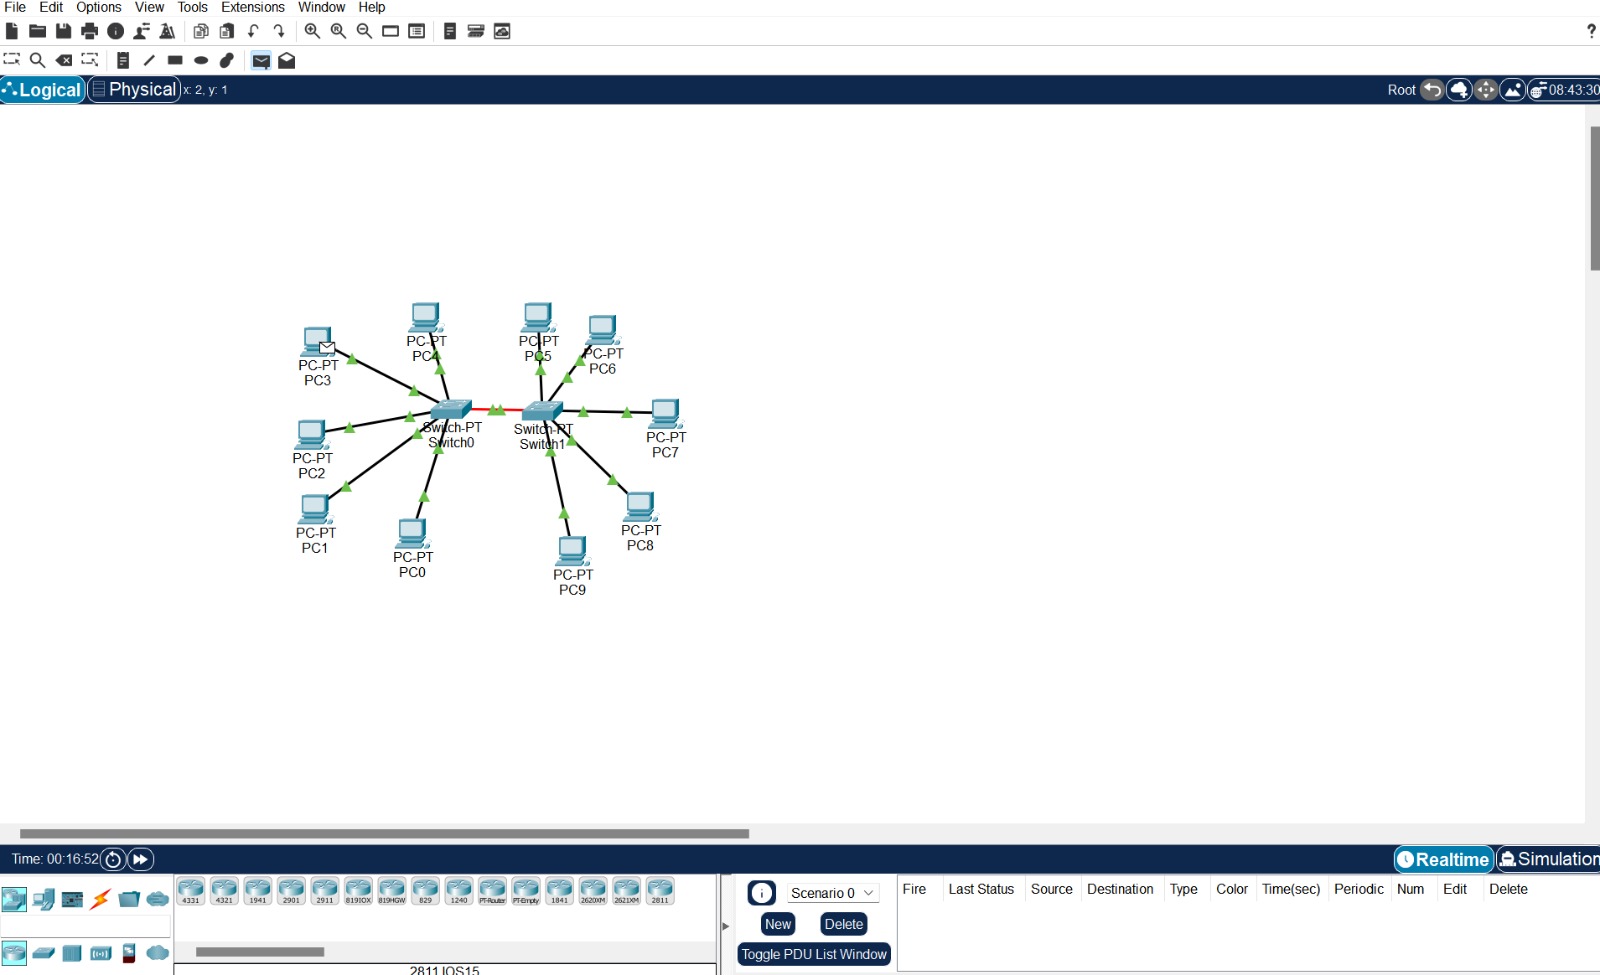 File Edit Options View Tools Extensions Window Help
?
Logical Physical x: 2, y: 1 Root 08:43:30
PC-PT
PC4
PC-PT
PC5
PC-PT
PC6
PC-PT
PC3
Switch-PT
Switch0
Switch-PT
Switch1
PC-PT
PC7
PC-PT
PC2
PC-PT
PC1
PC-PT
PC0
PC-PT
PC8
PC-PT
PC9
Time: 00:16:52 Realtime Simulation
4331 4321 1941 2901 2911 819IOX 819HGW 829 1240 PT-Router PT-Empty 1841 2620XM 2621XM 2811
2811 IOS15
Scenario 0
New Delete
Toggle PDU List Window
Fire Last Status Source Destination Type Color Time(sec) Periodic Num Edit Delete